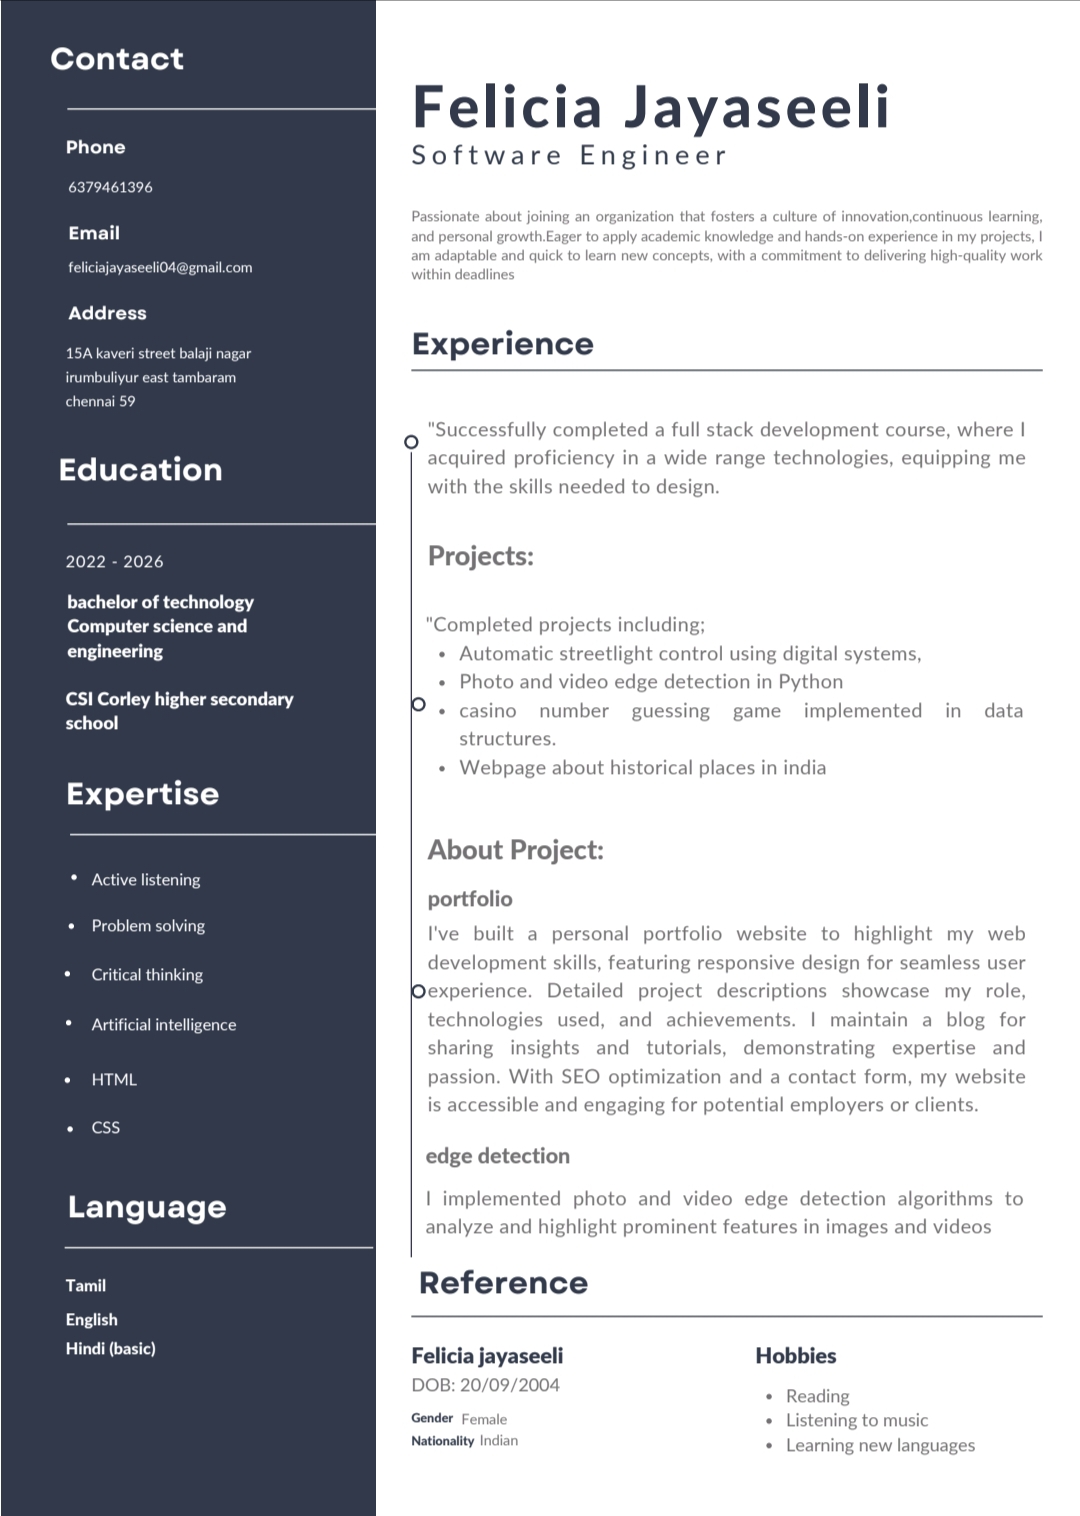 Contact
Phone
6379461396
Email
feliciajayaseeli04@gmail.com
Address
15A kaveri street balaji nagar
irumbuliyur east tambaram
chennai 59
Education
2022 - 2026
bachelor of technology
Computer science and
engineering
CSI Corley higher secondary
school
Expertise
• Active listening
• Problem solving
• Critical thinking
• Artificial intelligence
• HTML
• CSS
Language
Tamil
English
Hindi (basic)
Felicia Jayaseeli
Software Engineer
Passionate about joining an organization that fosters a culture of innovation,continuous learning,
and personal growth.Eager to apply academic knowledge and hands-on experience in my projects, I
am adaptable and quick to learn new concepts, with a commitment to delivering high-quality work
within deadlines
Experience
"Successfully completed a full stack development course, where I
acquired proficiency in a wide range technologies, equipping me
with the skills needed to design.
Projects:
"Completed projects including;
• Automatic streetlight control using digital systems,
• Photo and video edge detection in Python
• casino number guessing game implemented in data
structures.
• Webpage about historical places in india
About Project:
portfolio
I've built a personal portfolio website to highlight my web
development skills, featuring responsive design for seamless user
experience. Detailed project descriptions showcase my role,
technologies used, and achievements. I maintain a blog for
sharing insights and tutorials, demonstrating expertise and
passion. With SEO optimization and a contact form, my website
is accessible and engaging for potential employers or clients.
edge detection
I implemented photo and video edge detection algorithms to
analyze and highlight prominent features in images and videos
Reference
Felicia jayaseeli
DOB: 20/09/2004
Gender Female
Nationality Indian
Hobbies
• Reading
• Listening to music
• Learning new languages